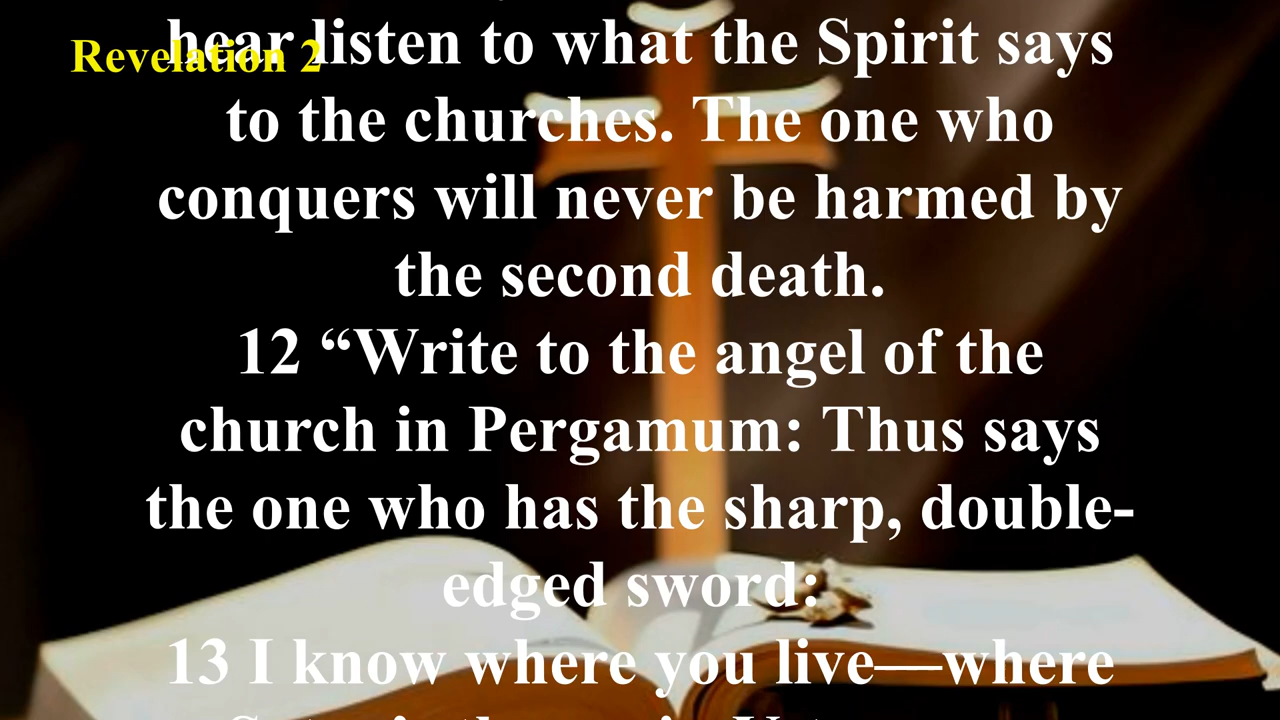 Revelation 2
hear listen to what the Spirit says
to the churches. The one who
conquers will never be harmed by
the second death.
12 “Write to the angel of the
church in Pergamum: Thus says
the one who has the sharp, double-
edged sword:
13 I know where you live—where